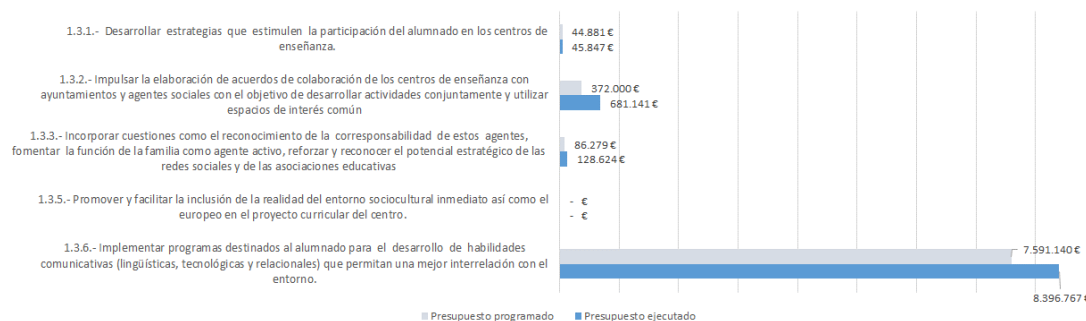 1.3.1.- Desarrollar estrategias que estimulen la participación del alumnado en los centros de
enseñanza.
44.881 €
45.847 €
1.3.2.- Impulsar la elaboración de acuerdos de colaboración de los centros de enseñanza con
ayuntamientos y agentes sociales con el objetivo de desarrollar actividades conjuntamente y utilizar
espacios de interés común
372.000 €
681.141 €
1.3.3.- Incorporar cuestiones como el reconocimiento de la corresponsabilidad de estos agentes,
fomentar la función de la familia como agente activo, reforzar y reconocer el potencial estratégico de las
redes sociales y de las asociaciones educativas
86.279 €
128.624 €
1.3.5.- Promover y facilitar la inclusión de la realidad del entorno sociocultural inmediato así como el
europeo en el proyecto curricular del centro.
- €
- €
1.3.6.- Implementar programas destinados al alumnado para el desarrollo de habilidades
comunicativas (lingüísticas, tecnológicas y relacionales) que permitan una mejor interrelación con el
entorno.
7.591.140 €
8.396.767 €
Presupuesto programado
Presupuesto ejecutado